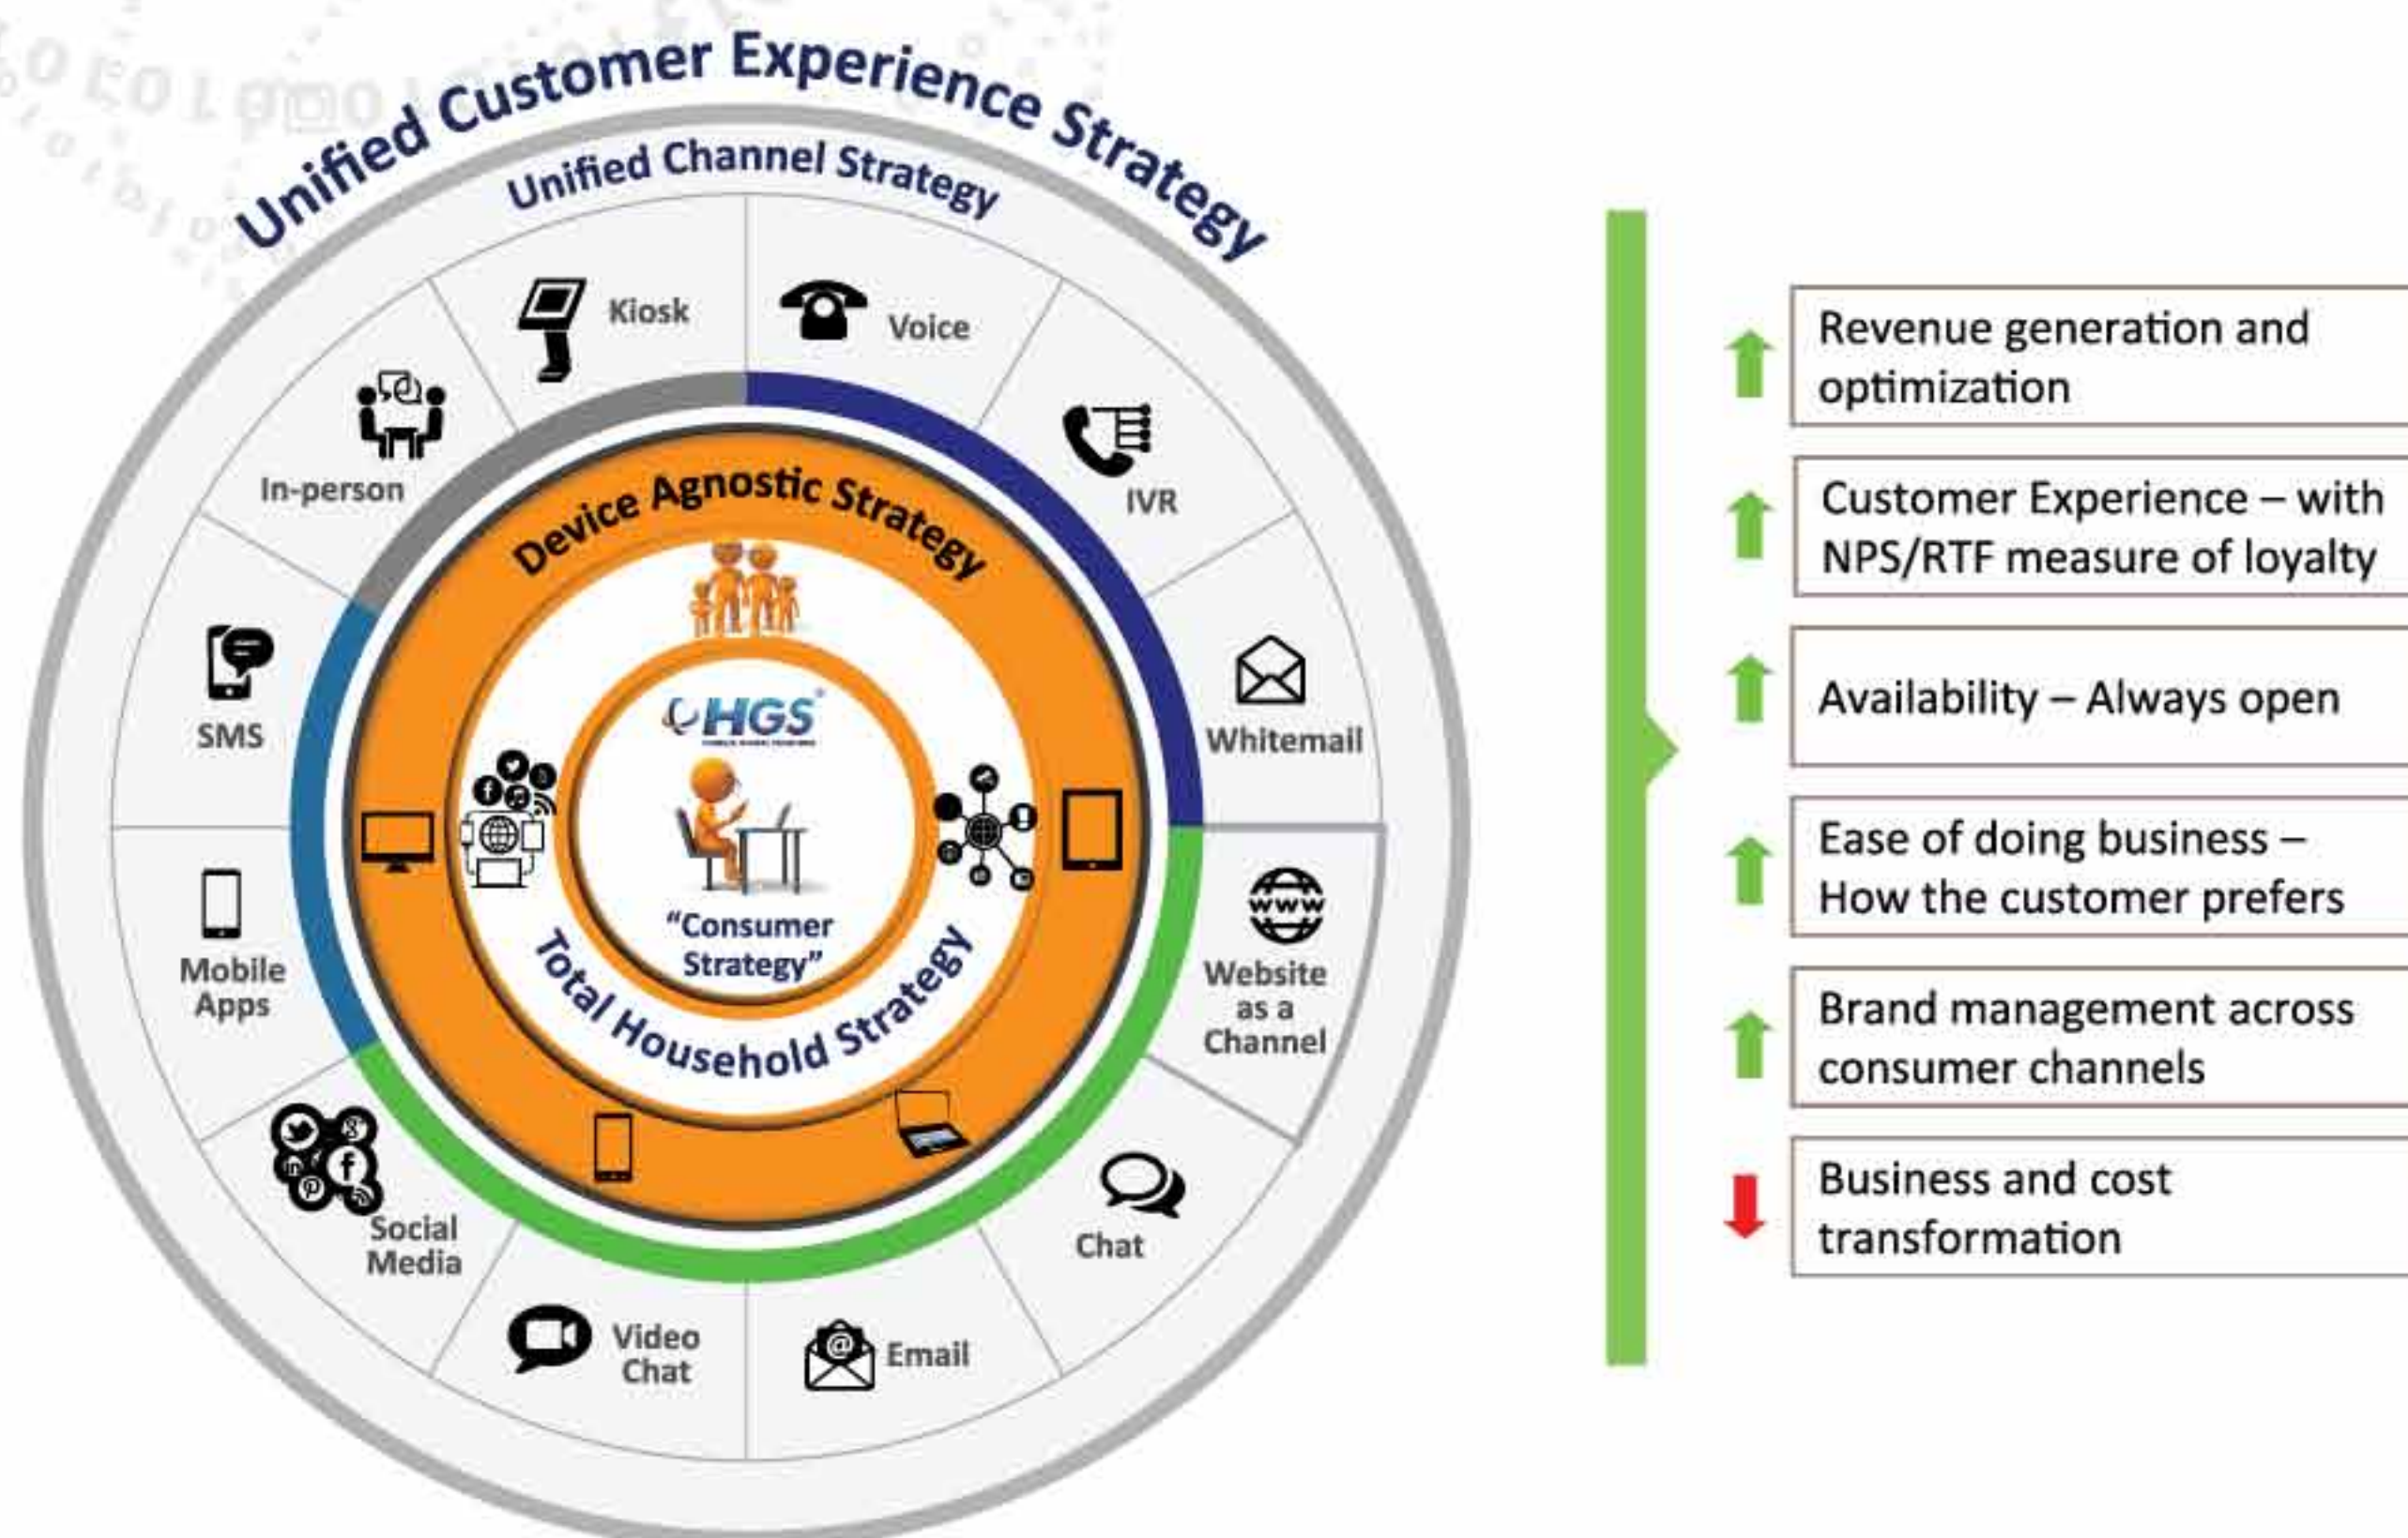 Unified Customer Experience Strategy
Unified Channel Strategy
Kiosk
Voice
In-person
IVR
SMS
Whitemail
Mobile
Apps
Website
as a
Channel
Social
Media
Chat
Video
Chat
Email
Device Agnostic Strategy
HGS
"Consumer
Strategy"
Total Household Strategy
www
Revenue generation and
optimization
Customer Experience – with
NPS/RTF measure of loyalty
Availability – Always open
Ease of doing business –
How the customer prefers
Brand management across
consumer channels
Business and cost
transformation